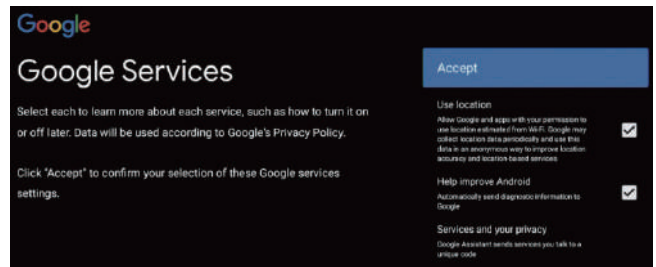 Google
Google Services
Select each to learn more about each service, such as how to turn it on
or off later. Data will be used according to Google's Privacy Policy.
Click "Accept" to confirm your selection of these Google services
settings.
Accept
Use location
Allow Google and apps with your permission to
use location estimated from Wi-Fi. Google may
collect location data periodically and use this
data in an anonymous way to improve location
accuracy and location-based services
Help improve Android
Automatically send diagnostic information to
Google
Services and your privacy
Google Assistant sends services you talk to a
unique code